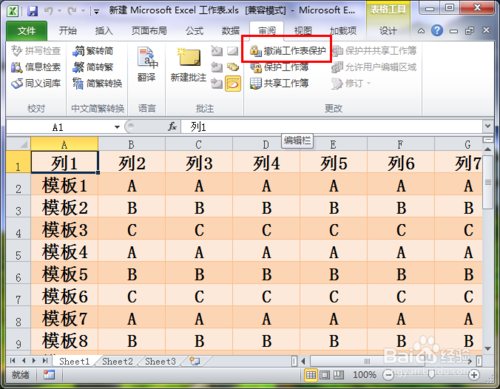 新建 Microsoft Excel 工作表.xls [兼容模式] - Microsoft E... 表格工具
文件 开始 插入 页面布局 公式 数据 审阅 视图 加载项 设计
拼写检查 繁转简 撤消工作表保护 保护并共享工作簿
信息检索 简转繁 翻译 新建批注 保护工作簿 允许用户编辑区域
同义词库 简繁转换 共享工作簿 修订
校对 中文简繁转换 语言 批注 更改
A1 fx 列1
编辑栏
A B C D E F G
1 列1 列2 列3 列4 列5 列6 列7
2 模板1 A A A A A A
3 模板2 B B B B B B
4 模板3 C C C C C C
5 模板4 A A A A A A
6 模板5 B B B B B B
7 模板6 C C C C C C
8 模板7 A A A A A A
9 模板8 B B B B B B
Sheet1 Sheet2 Sheet3
就绪 100%
Baidu 经验